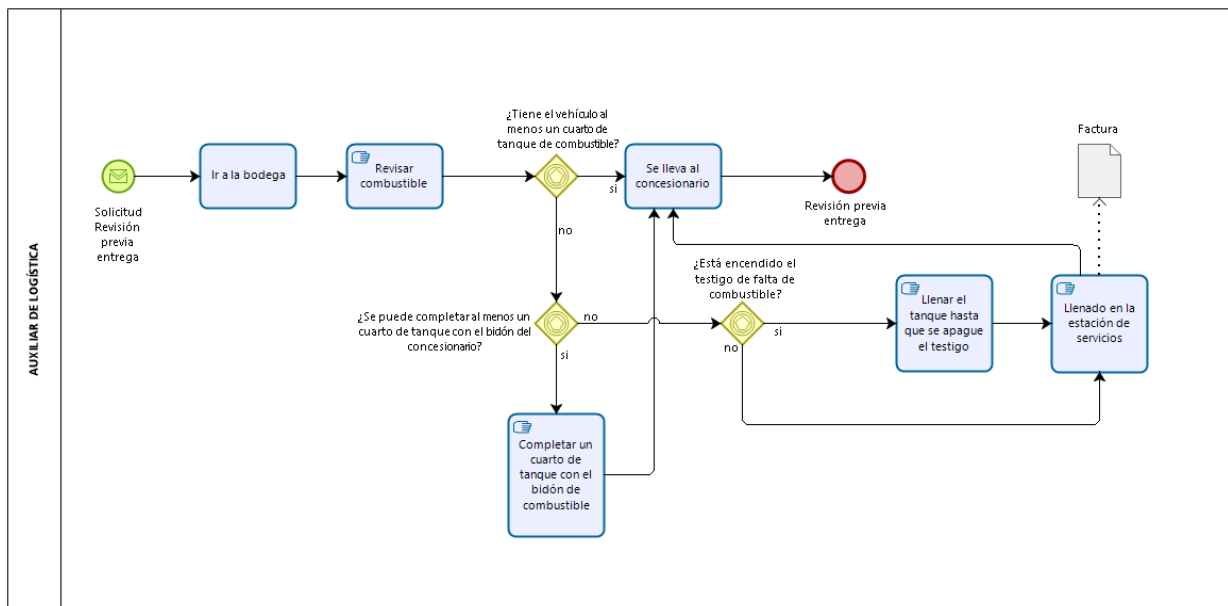 AUXILIAR DE LOGÍSTICA
Solicitud
Revisión
previa
entrega
Ir a la bodega
Revisar
combustible
¿Tiene el vehículo al
menos un cuarto de
tanque de combustible?
si
no
Se lleva al
concesionario
Revisión previa
entrega
Factura
¿Se puede completar al menos un
cuarto de tanque con el bidón del
concesionario?
no
si
¿Está encendido el
testigo de falta de
combustible?
si
no
Llenar el
tanque hasta
que se apague
el testigo
Llenado en la
estación de
servicios
Completar un
cuarto de
tanque con el
bidón de
combustible